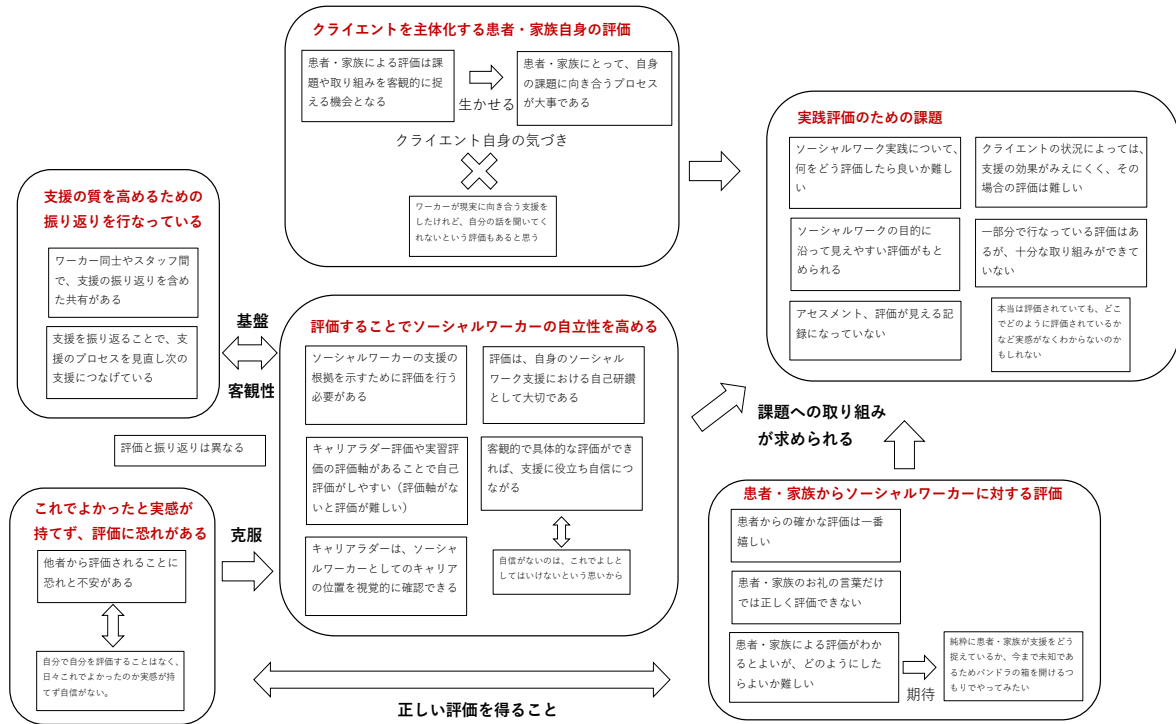 クライエントを主体化する患者・家族自身の評価
患者・家族による評価は課
題や取り組みを客観的に捉
える機会となる
生かせる
患者・家族にとって、自身
の課題に向き合うプロセス
が大事である
クライエント自身の気づき
ワーカーが現実に向き合う支援を
したけれど、自分の話を聞いてく
れないという評価もあると思う
実践評価のための課題
ソーシャルワーク実践について、
何をどう評価したら良いか難し
い
クライエントの状況によっては、
支援の効果がみえにくく、その
場合の評価は難しい
ソーシャルワークの目的に
沿って見えやすい評価がもと
められる
一部分で行なっている評価はあ
るが、十分な取り組みができて
いない
アセスメント、評価が見える記
録になっていない
本当は評価されていても、どこ
でどのように評価されているか
など実感がなくわからないのか
もしれない
支援の質を高めるための
振り返りを行なっている
ワーカー同士やスタッフ間
で、支援の振り返りを含め
た共有がある
支援を振り返ることで、支
援のプロセスを見直し次の
支援につなげている
基盤
客観性
評価と振り返りは異なる
評価することでソーシャルワーカーの自立性を高める
ソーシャルワーカーの支援の
根拠を示すために評価を行う
必要がある
評価は、自身のソーシャル
ワーク支援における自己研鑽
として大切である
キャリアラダー評価や実習評
価の評価軸があることで自己
評価がしやすい（評価軸がな
いと評価が難しい）
客観的で具体的な評価ができ
れば、支援に役立ち自信につ
ながる
キャリアラダーは、ソーシャ
ルワーカーとしてのキャリア
の位置を視覚的に確認できる
自信がないのは、これでよしと
してはいけないという思いから
課題への取り組み
が求められる
これでよかったと実感が
持てず、評価に恐れがある
他者から評価されることに
恐れと不安がある
自分で自分を評価することはなく、
日々これでよかったのか実感が持
てず自信がない。
克服
正しい評価を得ること
患者・家族からソーシャルワーカーに対する評価
患者からの確かな評価は一番
嬉しい
患者・家族のお礼の言葉だけ
では正しく評価できない
患者・家族による評価がわか
るとよいが、どのようにした
らよいか難しい
期待
純粋に患者・家族が支援をどう
捉えているか、今まで未知であ
るためパンドラの箱を開けるつ
もりでやってみたい